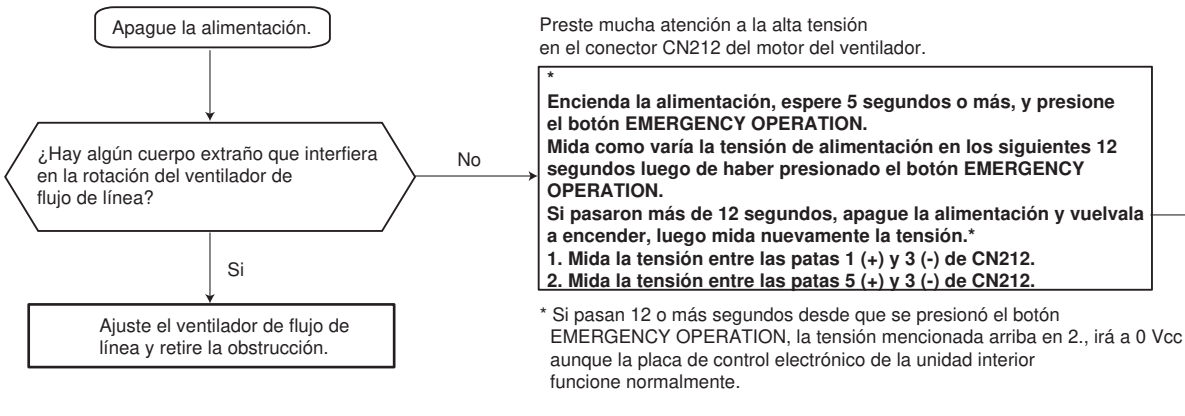 Apague la alimentación.
¿Hay algún cuerpo extraño que interfiera
en la rotación del ventilador de
flujo de línea?
No
Si
Ajuste el ventilador de flujo de
línea y retire la obstrucción.
Preste mucha atención a la alta tensión
en el conector CN212 del motor del ventilador.
*
Encienda la alimentación, espere 5 segundos o más, y presione
el botón EMERGENCY OPERATION.
Mida como varía la tensión de alimentación en los siguientes 12
segundos luego de haber presionado el botón EMERGENCY
OPERATION.
Si pasaron más de 12 segundos, apague la alimentación y vuelvala
a encender, luego mida nuevamente la tensión.*
1. Mida la tensión entre las patas 1 (+) y 3 (-) de CN212.
2. Mida la tensión entre las patas 5 (+) y 3 (-) de CN212.
* Si pasan 12 o más segundos desde que se presionó el botón
EMERGENCY OPERATION, la tensión mencionada arriba en 2., irá a 0 Vcc
aunque la placa de control electrónico de la unidad interior
funcione normalmente.